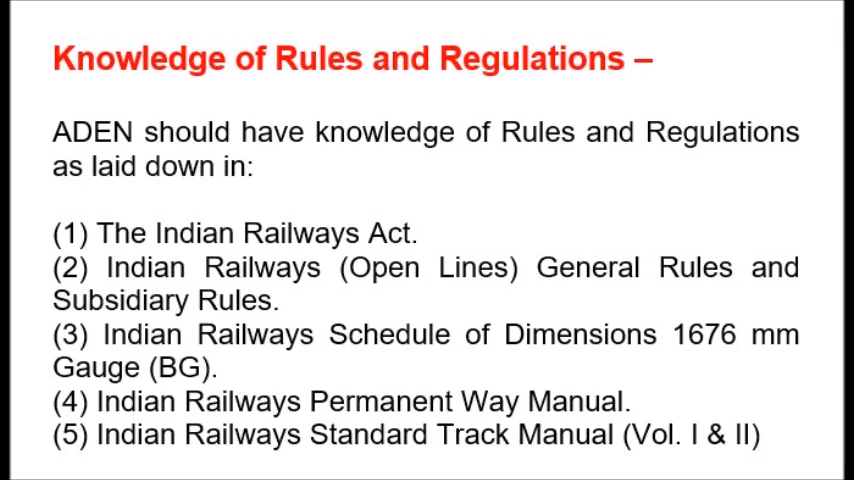 Knowledge of Rules and Regulations –
ADEN should have knowledge of Rules and Regulations
as laid down in:
(1) The Indian Railways Act.
(2) Indian Railways (Open Lines) General Rules and
Subsidiary Rules.
(3) Indian Railways Schedule of Dimensions 1676 mm
Gauge (BG).
(4) Indian Railways Permanent Way Manual.
(5) Indian Railways Standard Track Manual (Vol. I & II)